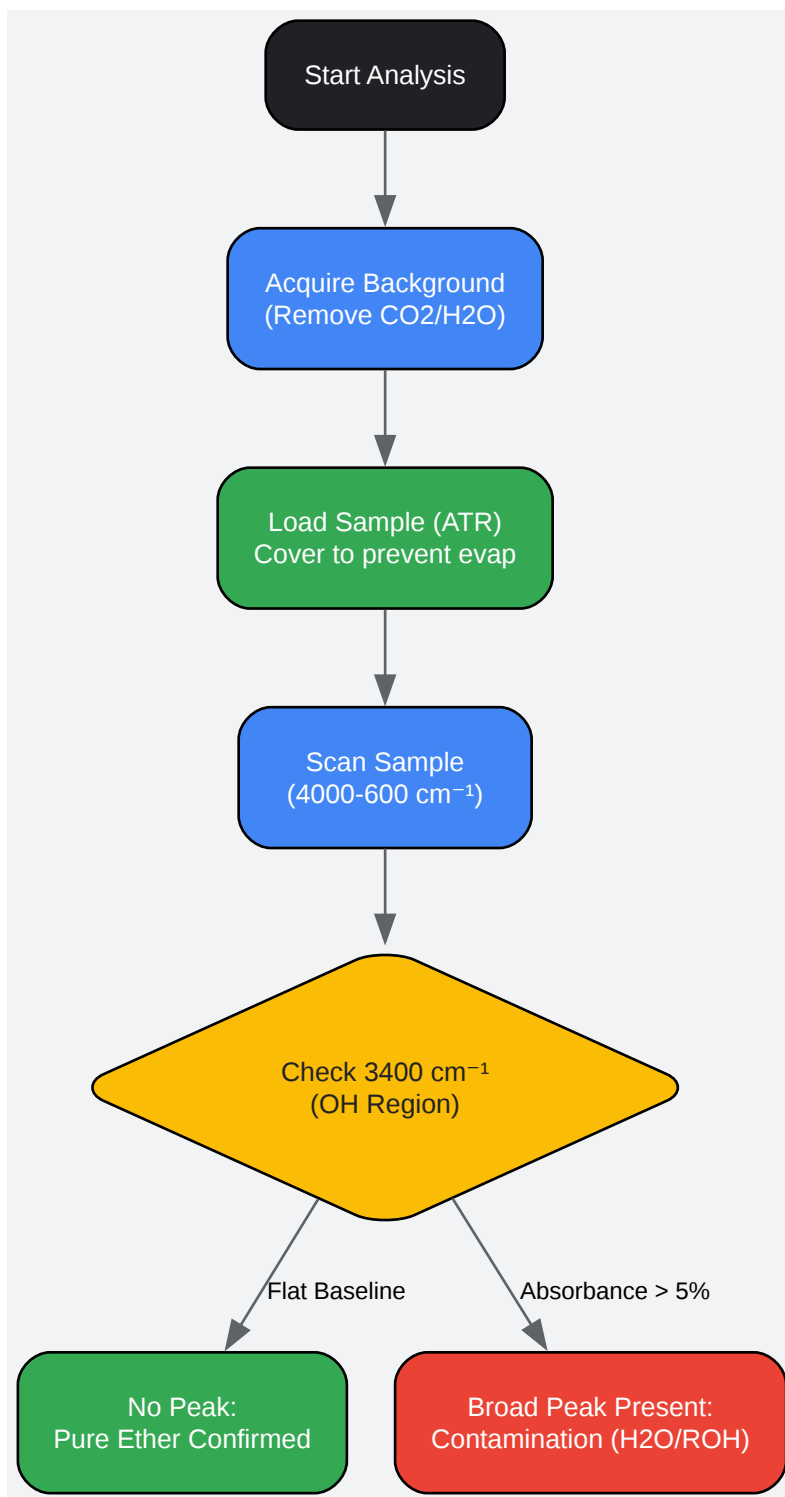 Start Analysis
Acquire Background
(Remove CO2/H2O)
Load Sample (ATR)
Cover to prevent evap
Scan Sample
(4000-600 cm⁻¹)
Check 3400 cm⁻¹
(OH Region)
Flat Baseline
Absorbance > 5%
No Peak:
Pure Ether Confirmed
Broad Peak Present:
Contamination (H2O/ROH)